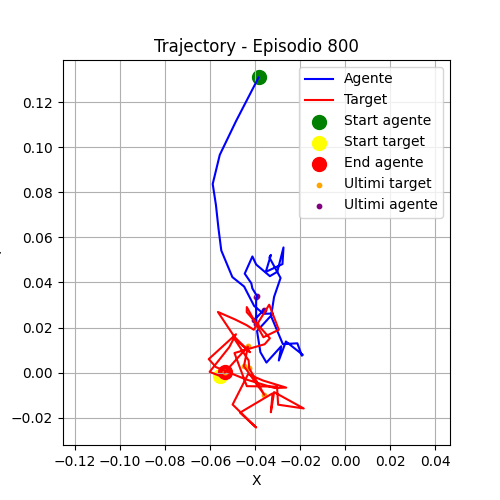 Trajectory - Episodio 800
Agente
Target
Start agente
Start target
End agente
Ultimi target
Ultimi agente
0.12
0.10
0.08
0.06
0.04
0.02
0.00
−0.02
−0.12 −0.10 −0.08 −0.06 −0.04 −0.02 0.00 0.02 0.04
X